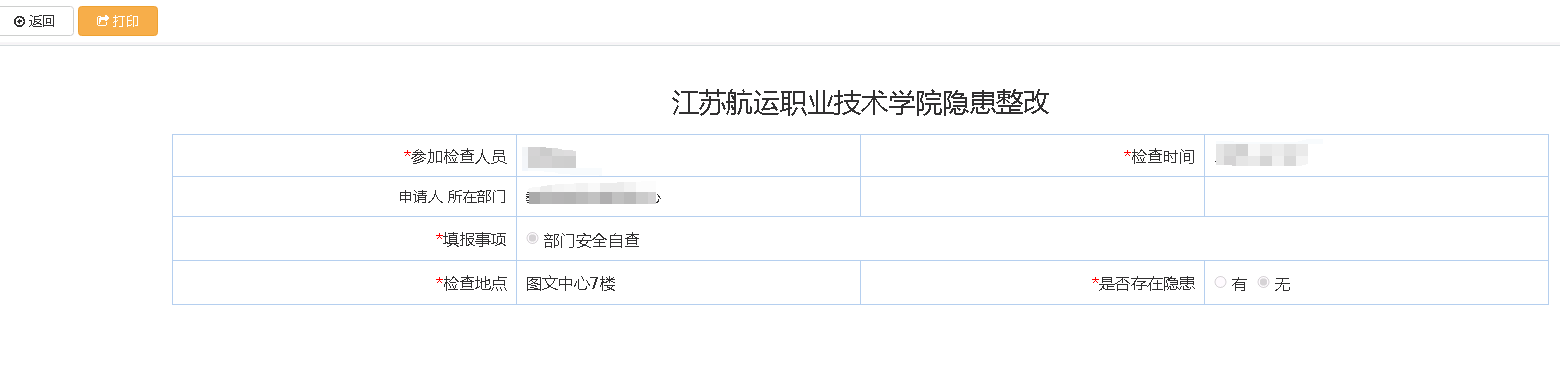 返回 打印
江苏航运职业技术学院隐患整改
*参加检查人员 *检查时间
申请人 所在部门
*填报事项 部门安全自查
*检查地点 图文中心7楼 *是否存在隐患 有 无